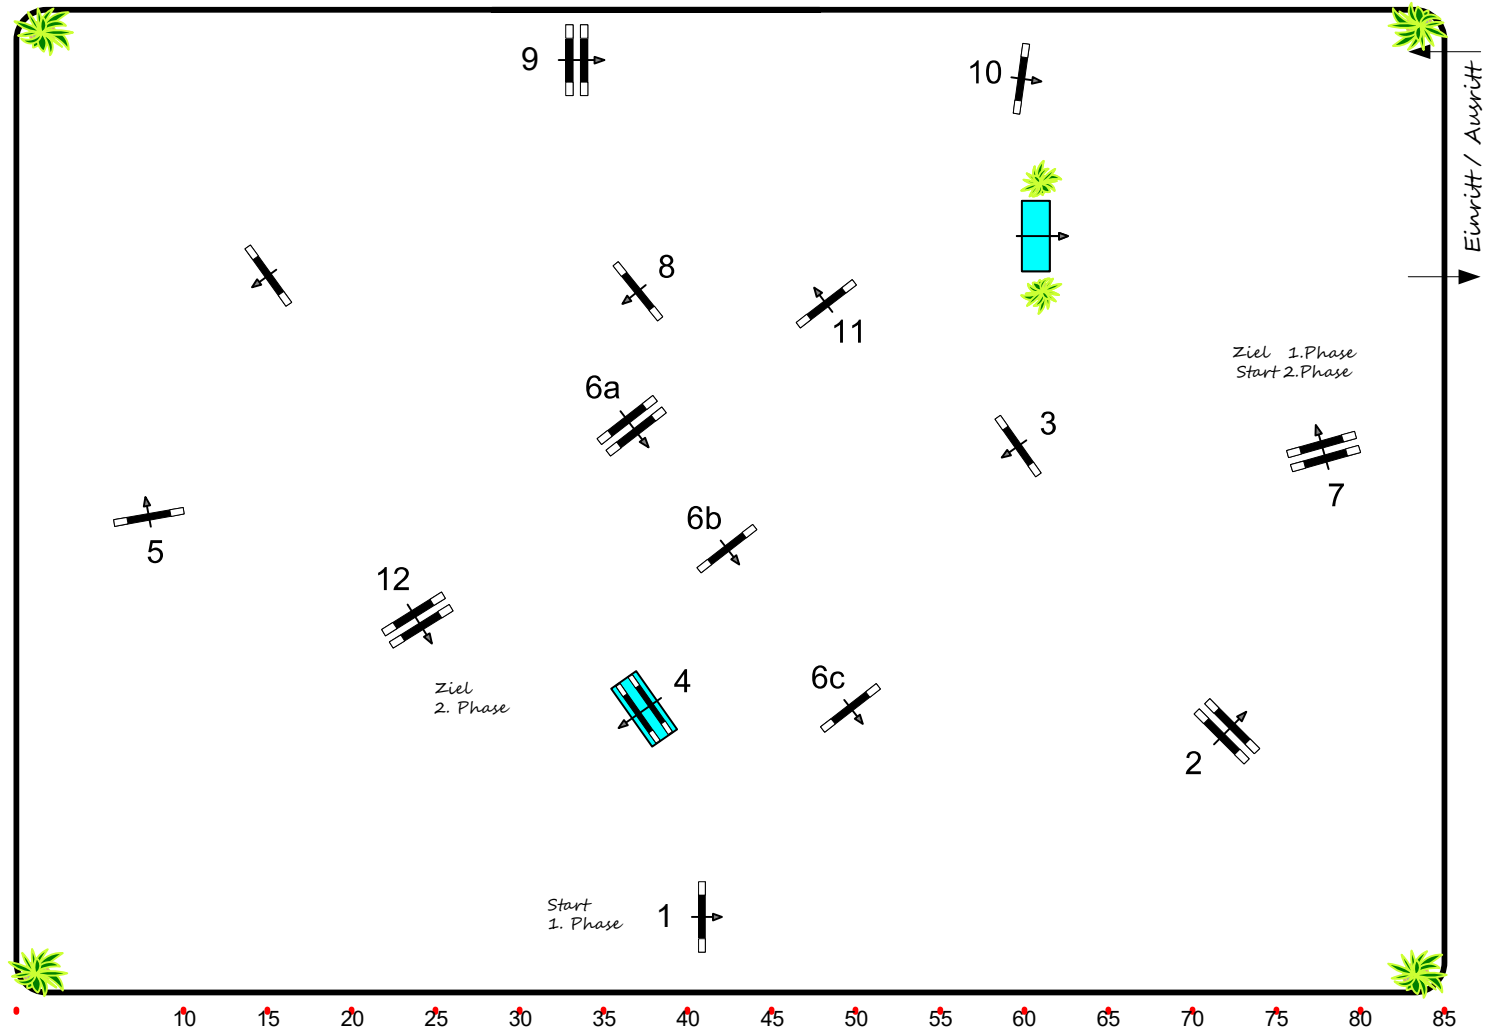 9
10
Einritt / Ausritt
8
11
Ziel 1.Phase
Start 2.Phase
6a
3
7
6b
5
12
4
6c
Ziel
2. Phase
2
Start
1. Phase
1
10 15 20 25 30 35 40 45 50 55 60 65 70 75 80 85